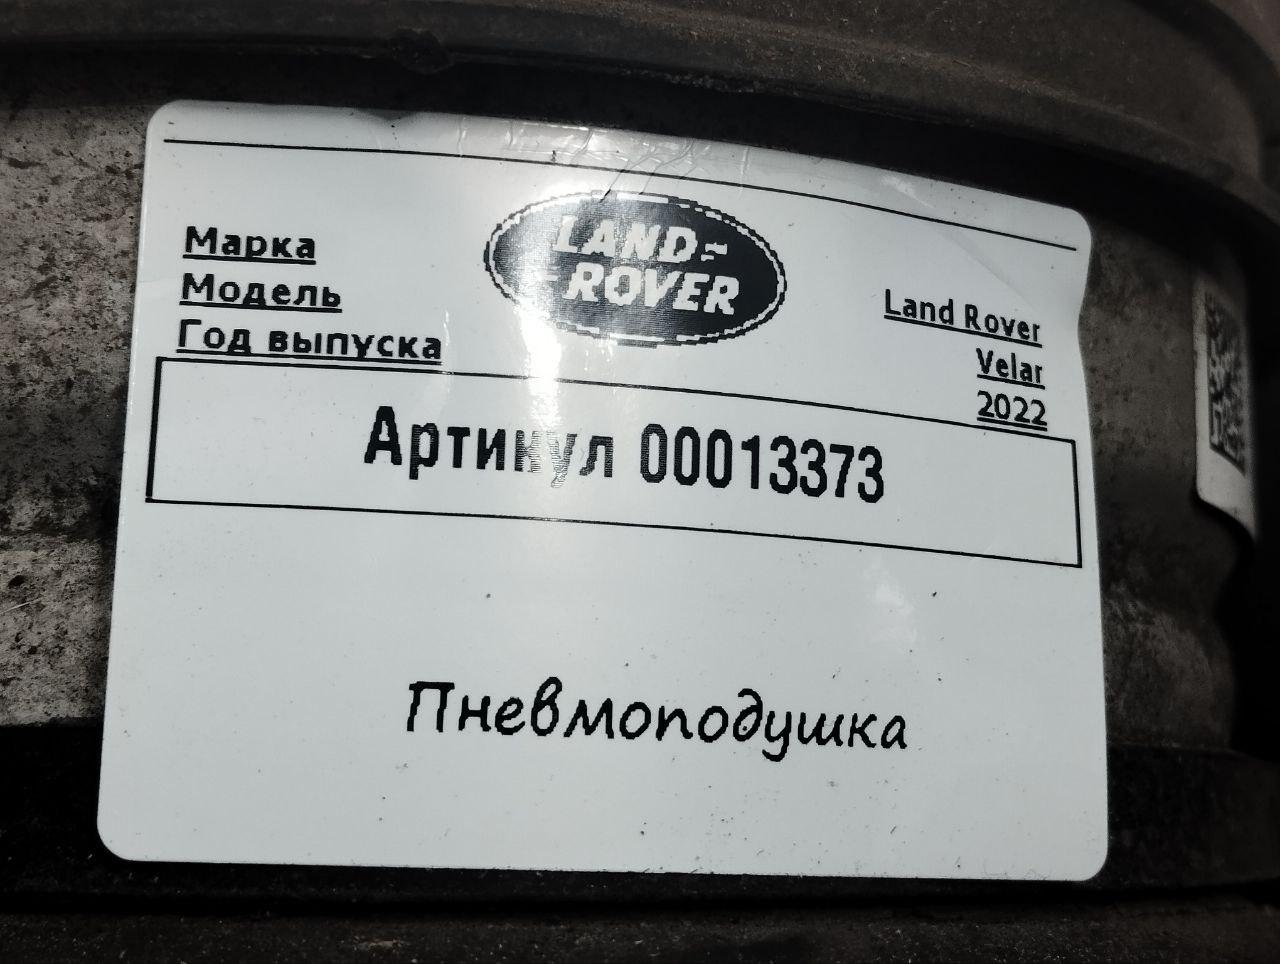 LAND
ROVER
Марка
Модель
Год выпуска
Land Rover
Velar
2022
Артикул 00013373
Пневмоподушка